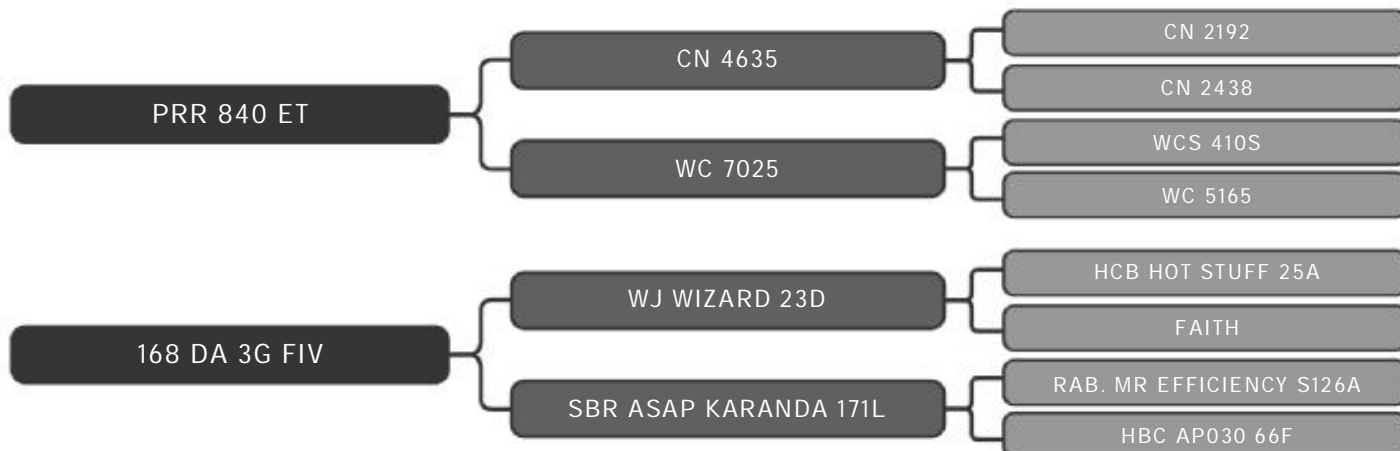 PRR 840 ET
CN 4635
CN 2192
CN 2438
WC 7025
WCS 410S
WC 5165
168 DA 3G FIV
WJ WIZARD 23D
HCB HOT STUFF 25A
FAITH
SBR ASAP KARANDA 171L
RAB. MR EFFICIENCY S126A
HBC AP030 66F